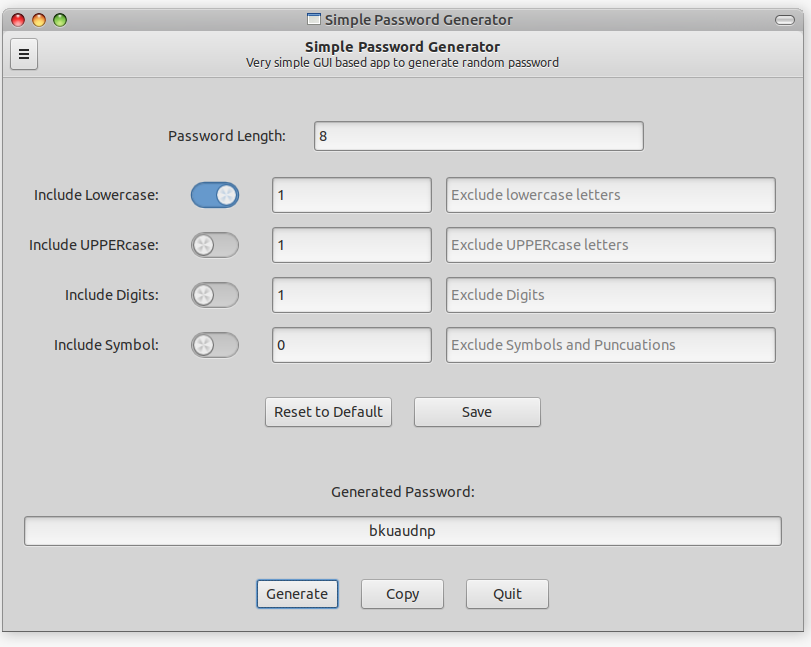 Simple Password Generator
Simple Password Generator
Very simple GUI based app to generate random password
Password Length: 8
Include Lowercase: 1 Exclude lowercase letters
Include UPPERcase: 1 Exclude UPPERcase letters
Include Digits: 1 Exclude Digits
Include Symbol: 0 Exclude Symbols and Puncuations
Reset to Default Save
Generated Password:
bkuaudnp
Generate Copy Quit